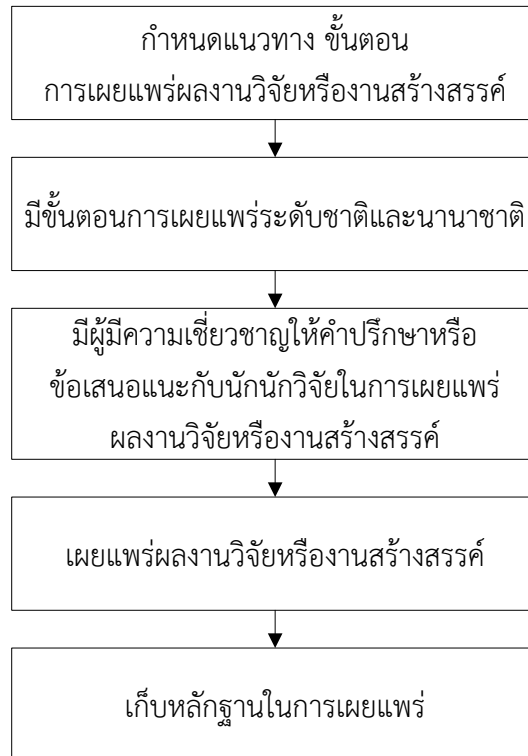 กำหนดแนวทาง ขั้นตอน
การเผยแพร่ผลงานวิจัยหรืองานสร้างสรรค์
มีขั้นตอนการเผยแพร่ระดับชาติและนานาชาติ
มีผู้มีความเชี่ยวชาญให้คำปรึกษาหรือ
ข้อเสนอแนะกับนักนักวิจัยในการเผยแพร่
ผลงานวิจัยหรืองานสร้างสรรค์
เผยแพร่ผลงานวิจัยหรืองานสร้างสรรค์
เก็บหลักฐานในการเผยแพร่